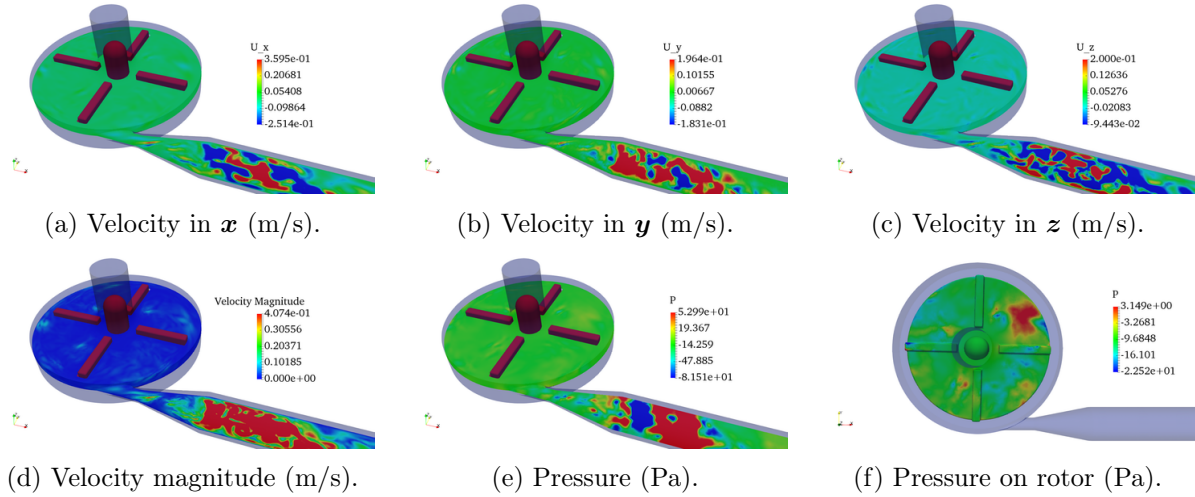 U_x
3.595e-01
0.20681
0.05408
-0.09864
-2.514e-01
U_y
1.964e-01
0.10155
0.00667
-0.0882
-1.831e-01
U_z
2.000e-01
0.12636
0.05276
-0.02083
-9.443e-02
(a) Velocity in x (m/s).
(b) Velocity in y (m/s).
(c) Velocity in z (m/s).
Velocity Magnitude
4.074e-01
0.30556
0.20371
0.10185
0.000e+00
P
5.299e+01
19.367
-14.259
-47.885
-8.151e+01
P
3.149e+00
-3.2681
-9.6848
-16.101
-2.252e+01
(d) Velocity magnitude (m/s).
(e) Pressure (Pa).
(f) Pressure on rotor (Pa).